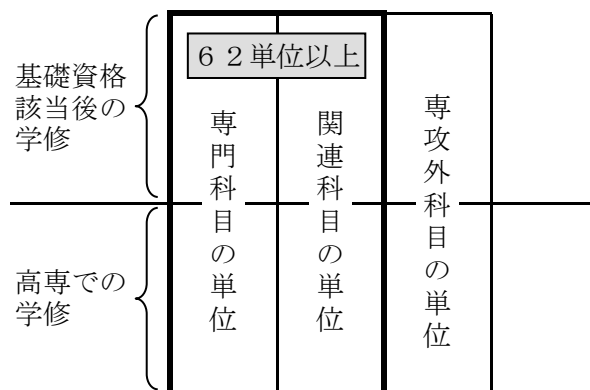 ６２単位以上
基礎資格
該当後の
学修
高専での
学修
専門科目の単位
関連科目の単位
専攻外科目の単位